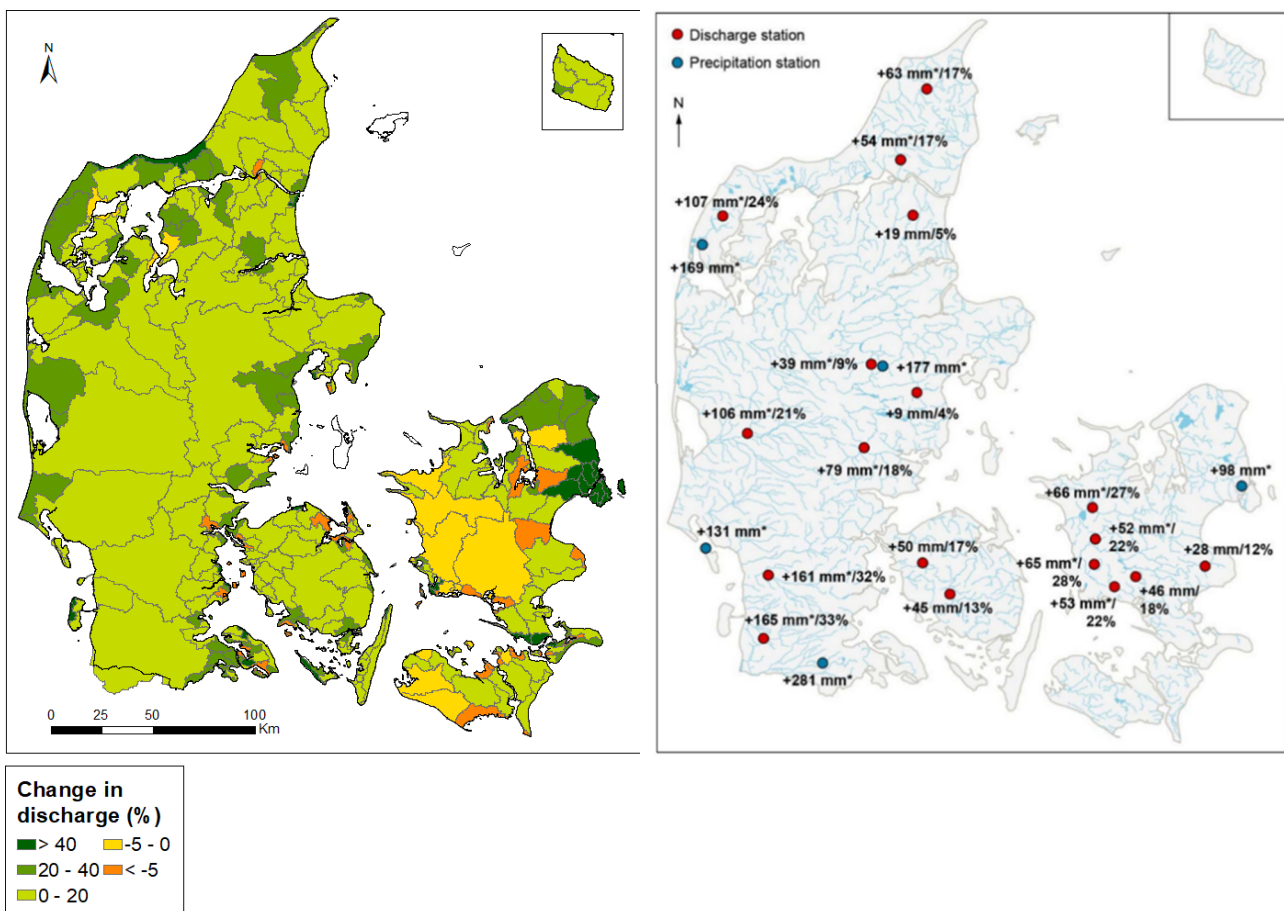 N
0 25 50 100
Km
Change in
discharge (%)
> 40
-5 - 0
20 - 40
< -5
0 - 20
Discharge station
Precipitation station
N
+63 mm*/17%
+54 mm*/17%
+107 mm*/24%
+19 mm/5%
+169 mm*
+39 mm*/9%
+177 mm*
+9 mm/4%
+106 mm*/21%
+79 mm*/18%
+98 mm*
+66 mm*/27%
+131 mm*
+52 mm*/
22%
+50 mm/17%
+28 mm/12%
+65 mm*/
28%
+161 mm*/32%
+46 mm/
18%
+45 mm/13%
+53 mm*/
22%
+165 mm*/33%
+281 mm*